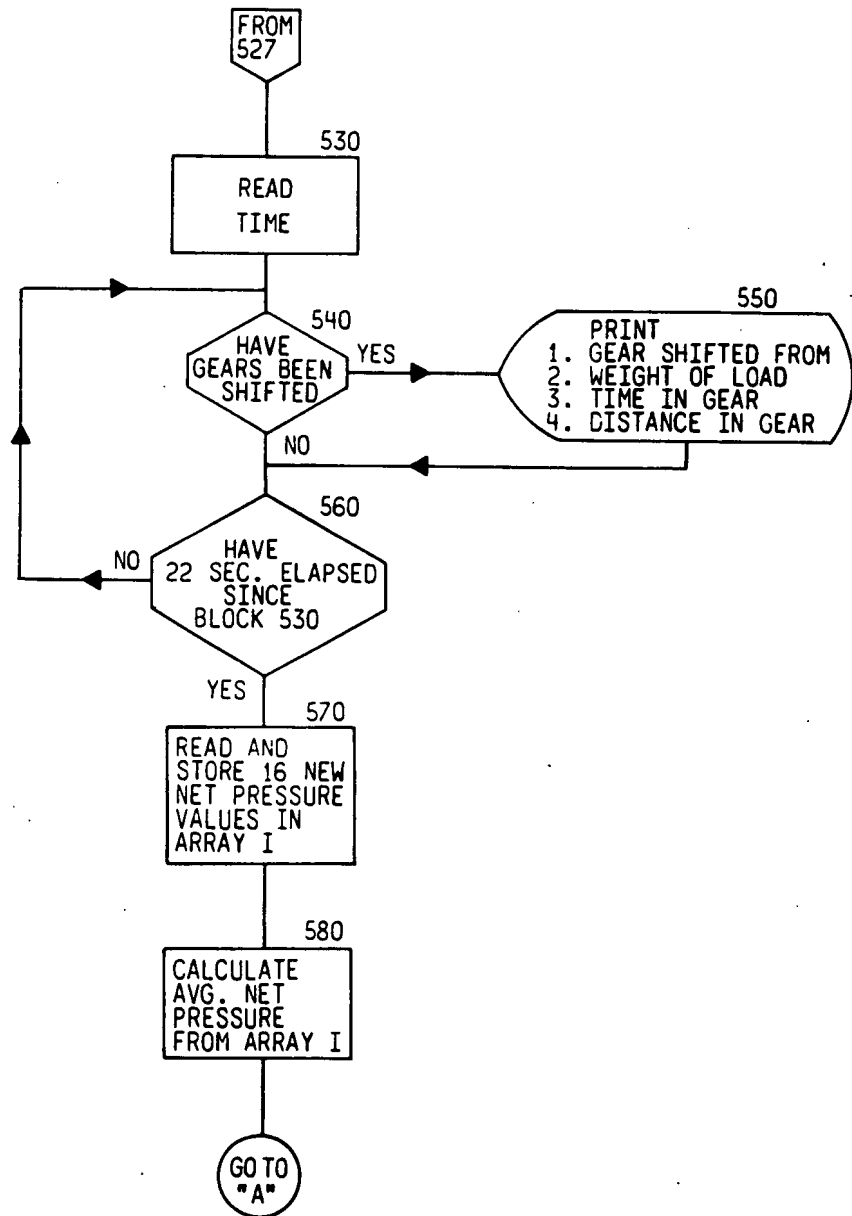 FROM
527
530
READ
TIME
540
HAVE
GEARS BEEN
SHIFTED
YES
550
PRINT
1. GEAR SHIFTED FROM
2. WEIGHT OF LOAD
3. TIME IN GEAR
4. DISTANCE IN GEAR
NO
560
HAVE
22 SEC. ELAPSED
SINCE
BLOCK 530
NO
YES
570
READ AND
STORE 16 NEW
NET PRESSURE
VALUES IN
ARRAY I
580
CALCULATE
AVG. NET
PRESSURE
FROM ARRAY I
GO TO
"A"